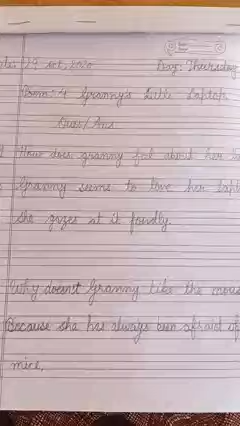 29 oct, 2020 Day: Thursday
Poem: 4 Granny's Little Laptop
Ques/Ans
How does granny feel about her
Granny seems to love her
She gazes at it fondly.
Why doesn't Granny like the
Because she has always been afraid of
mice.